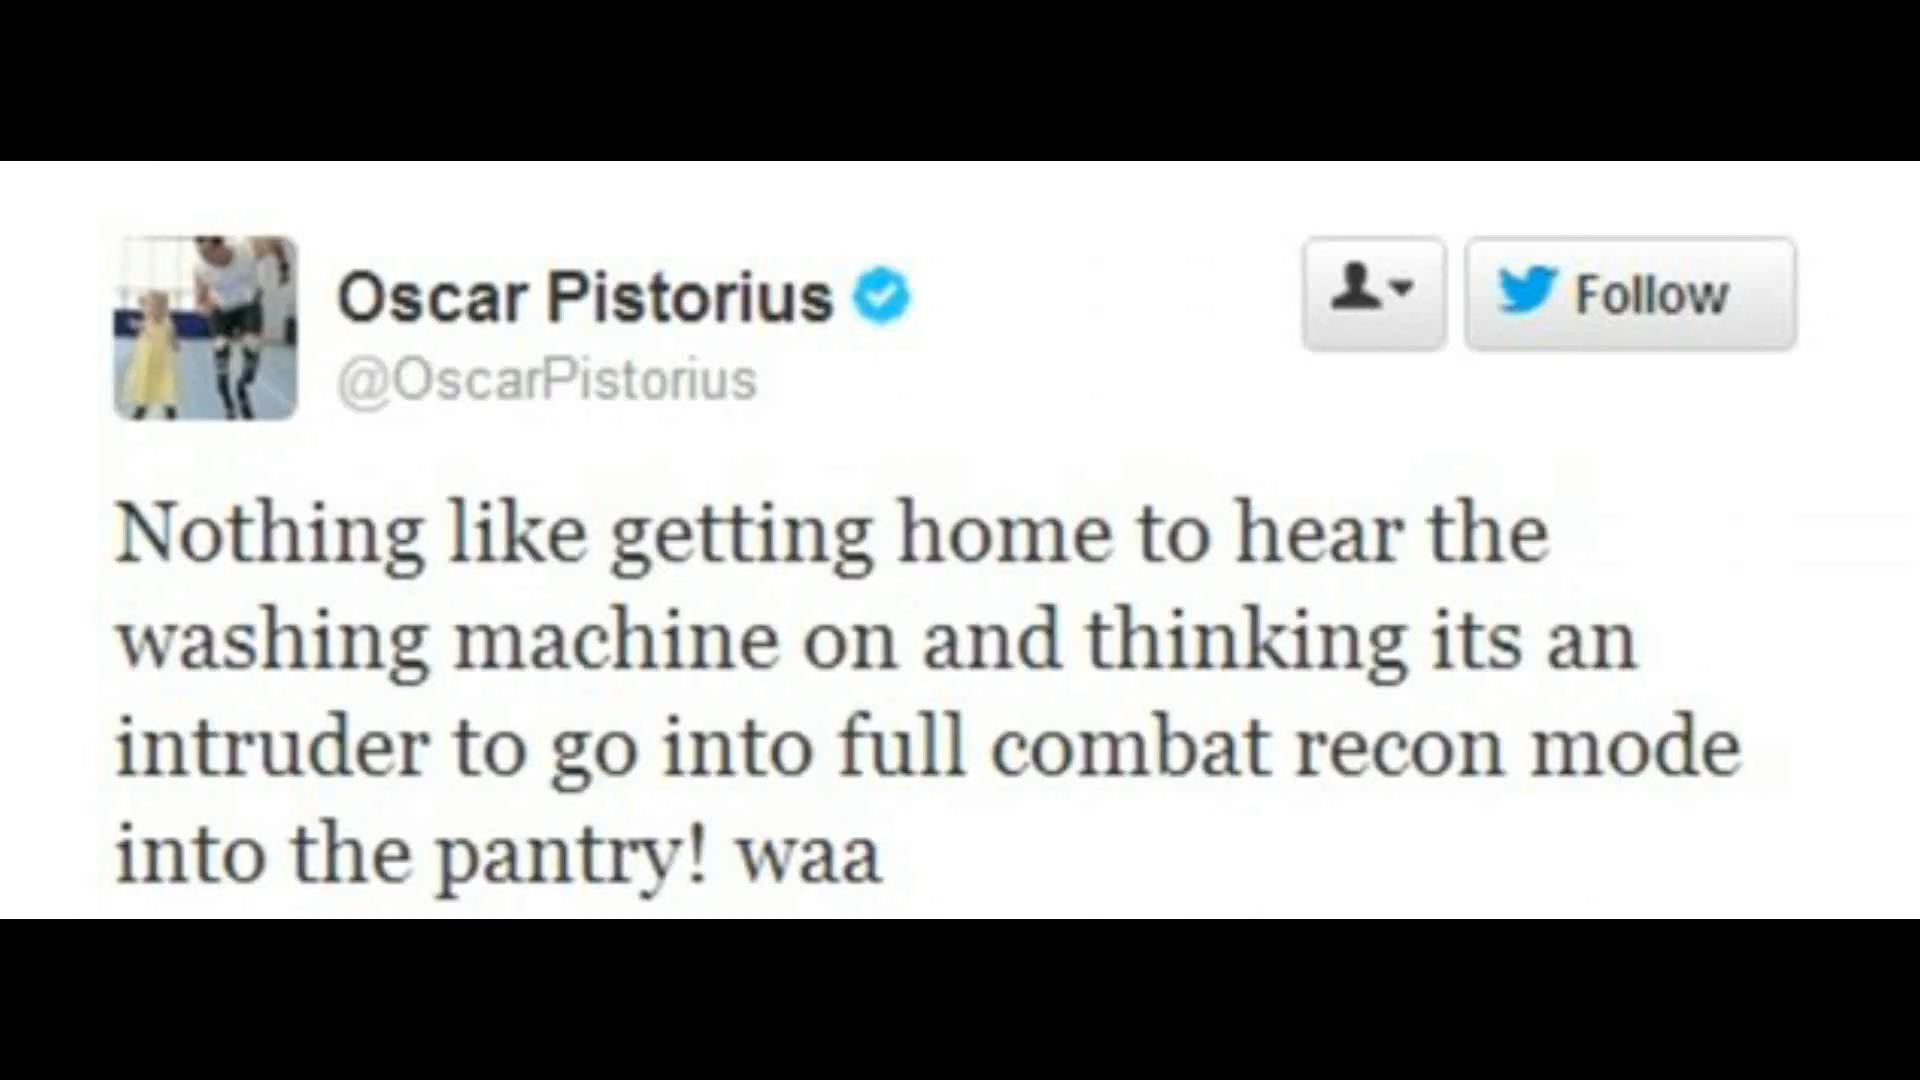 Oscar Pistorius
@OscarPistorius
Follow
Nothing like getting home to hear the
washing machine on and thinking its an
intruder to go into full combat recon mode
into the pantry! waa